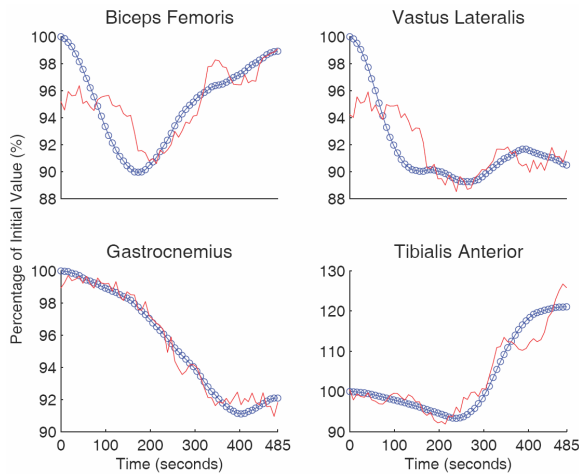 Biceps Femoris
Vastus Lateralis
100
98
96
94
92
90
88
100
98
96
94
92
90
88
Percentage of Initial Value (%)
Gastrocnemius
Tibialis Anterior
100
98
96
94
92
90
130
120
110
100
90
0 100 200 300 400 485
0 100 200 300 400 485
Time (seconds)
Time (seconds)